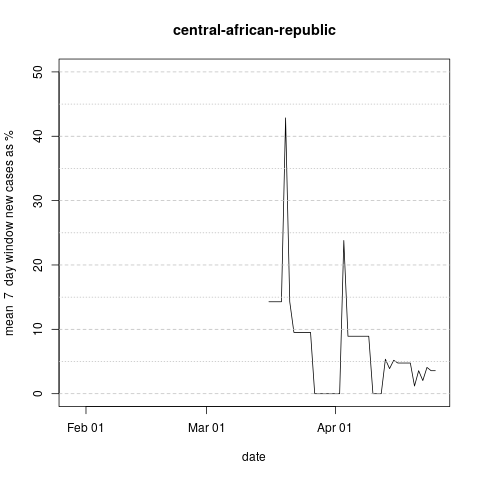 central-african-republic
mean 7 day window new cases as %
50
40
30
20
10
0
Feb 01
Mar 01
Apr 01
date